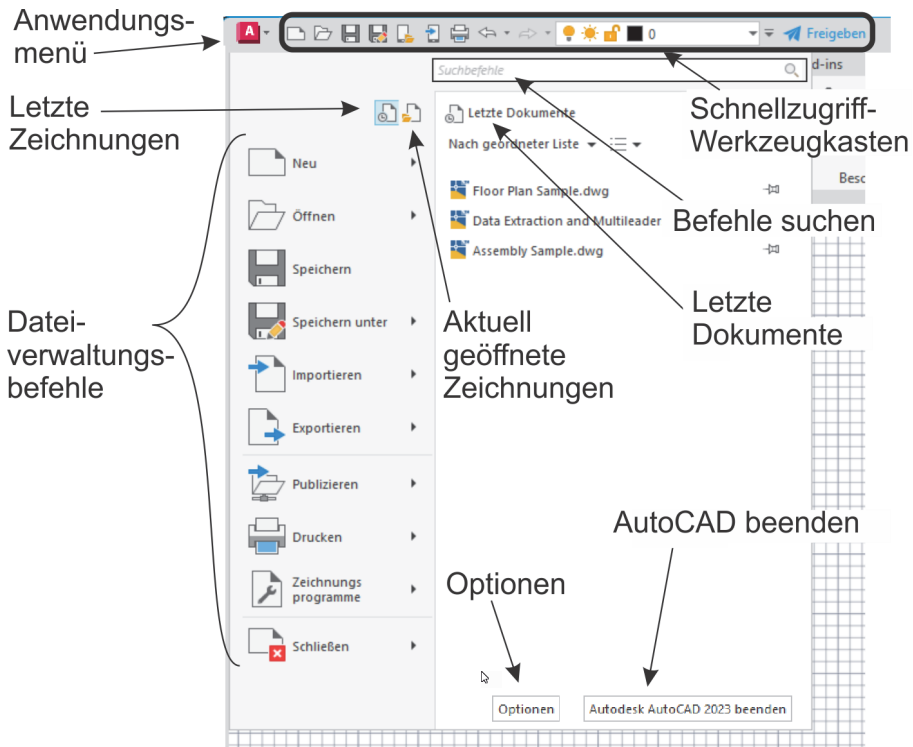 Anwendungs-
menü
A
0
Freigeben
Suchbefehle
d-ins
Letzte
Zeichnungen
Letzte Dokumente
Schnellzugriff-
Werkzeugkasten
Nach geordneter Liste
Neu
Floor Plan Sample.dwg
Besc
Öffnen
Data Extraction and Multileader
Befehle suchen
Assembly Sample.dwg
Speichern
Datei-
verwaltungs-
befehle
Speichern unter
Aktuell
geöffnete
Zeichnungen
Letzte
Dokumente
Importieren
Exportieren
Publizieren
AutoCAD beenden
Drucken
Optionen
Zeichnungs
programme
Schließen
Optionen
Autodesk AutoCAD 2023 beenden